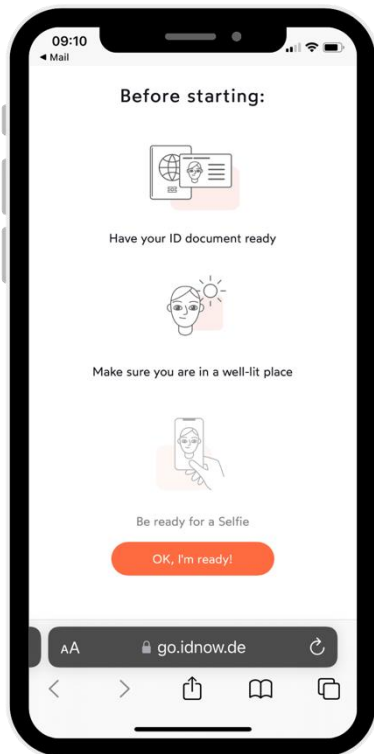 09:10
◀ Mail
Before starting:
Have your ID document ready
Make sure you are in a well-lit place
Be ready for a Selfie
OK, I'm ready!
AA
go.idnow.de